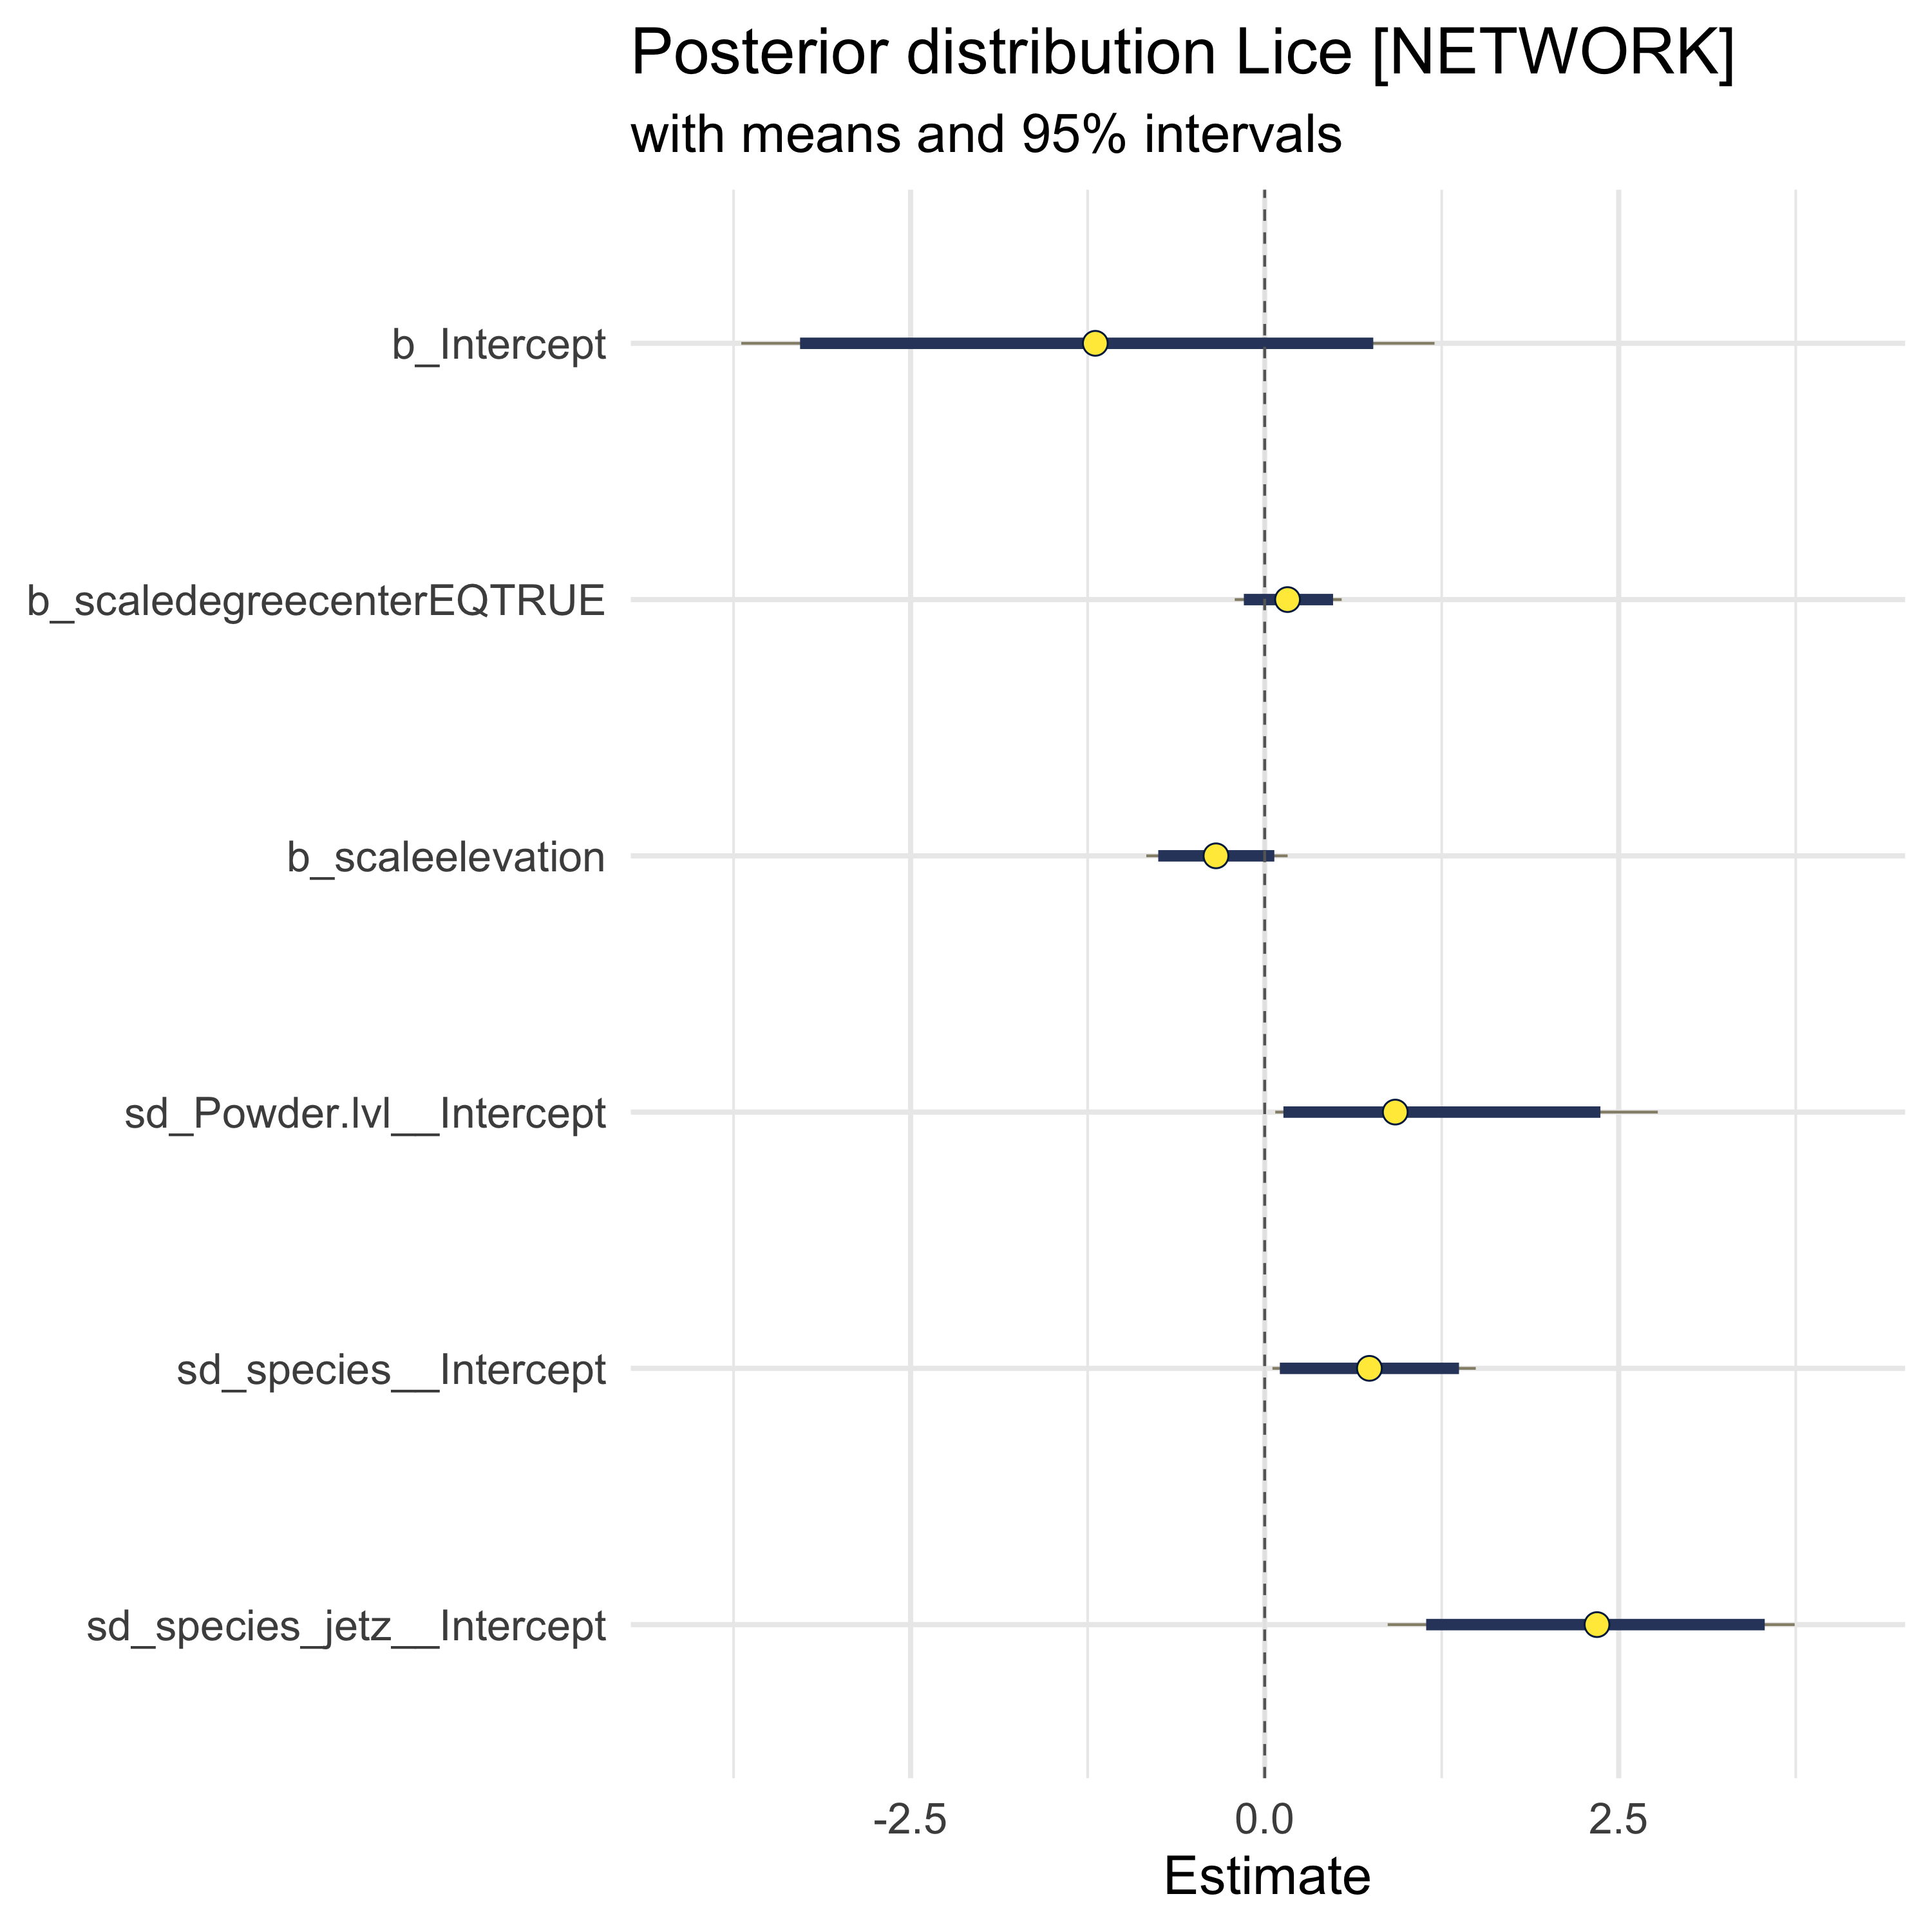 Posterior distribution Lice [NETWORK]
with means and 95% intervals
b_Intercept
b_scaledegreecenterEQTRUE
b_scaleelevation
sd_Powder.lvl__Intercept
sd_species__Intercept
sd_species_jetz__Intercept
-2.5 0.0 2.5
Estimate